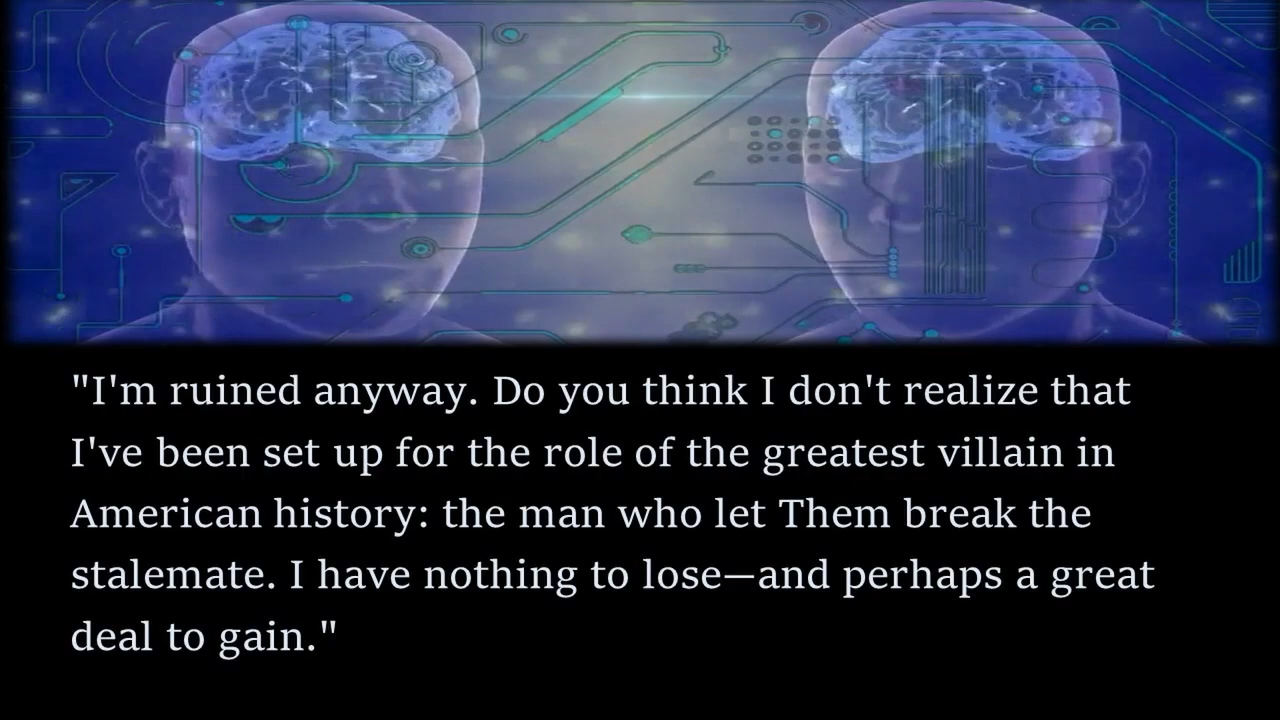 "I'm ruined anyway. Do you think I don't realize that
I've been set up for the role of the greatest villain in
American history: the man who let Them break the
stalemate. I have nothing to lose—and perhaps a great
deal to gain."